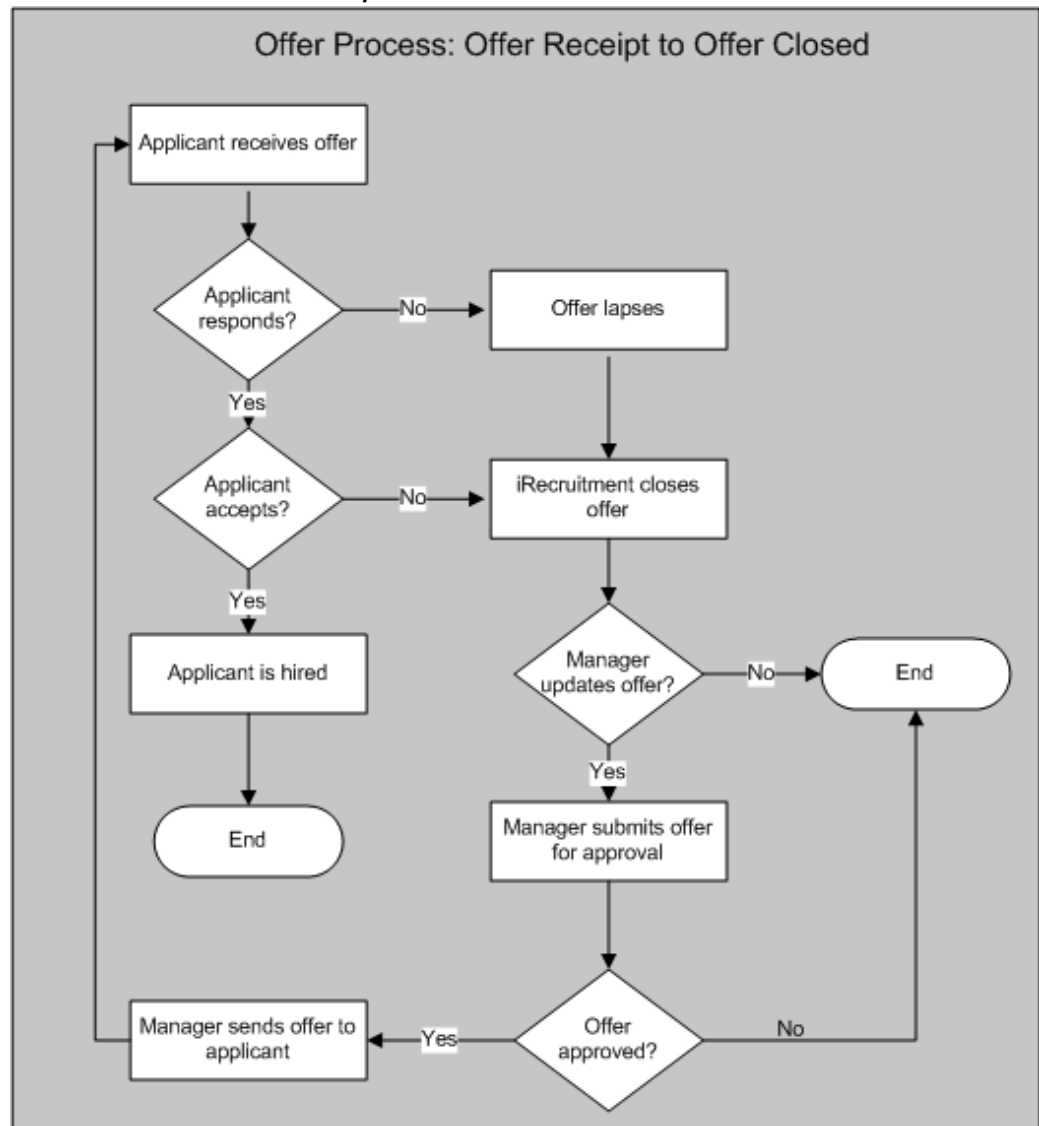 Offer Process: Offer Receipt to Offer Closed
Applicant receives offer
Applicant
responds?
No
Offer lapses
Yes
Applicant
accepts?
No
iRecruitment closes
offer
Yes
Applicant is hired
Manager
updates offer?
No
End
Yes
End
Manager submits offer
for approval
Manager sends offer to
applicant
Yes
Offer
approved?
No